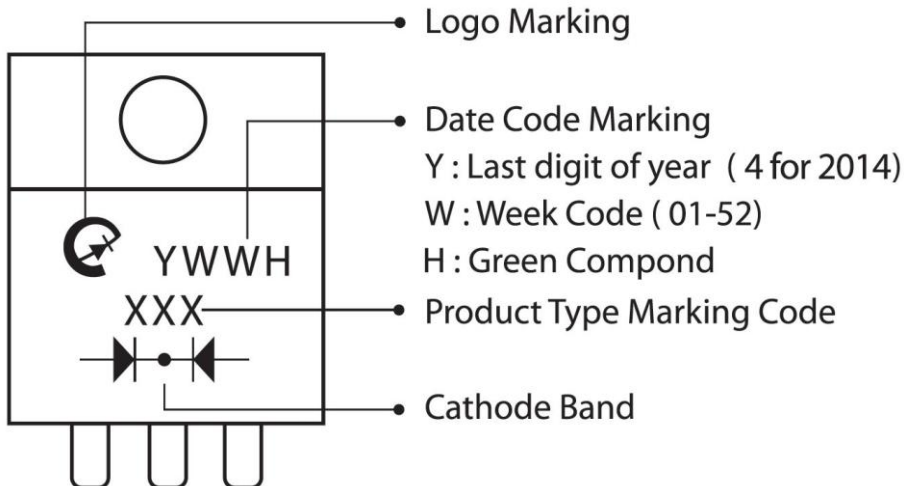 Logo Marking
Date Code Marking
Y : Last digit of year ( 4 for 2014)
W : Week Code ( 01-52)
YWWH
H : Green Compond
XXX
Product Type Marking Code
Cathode Band